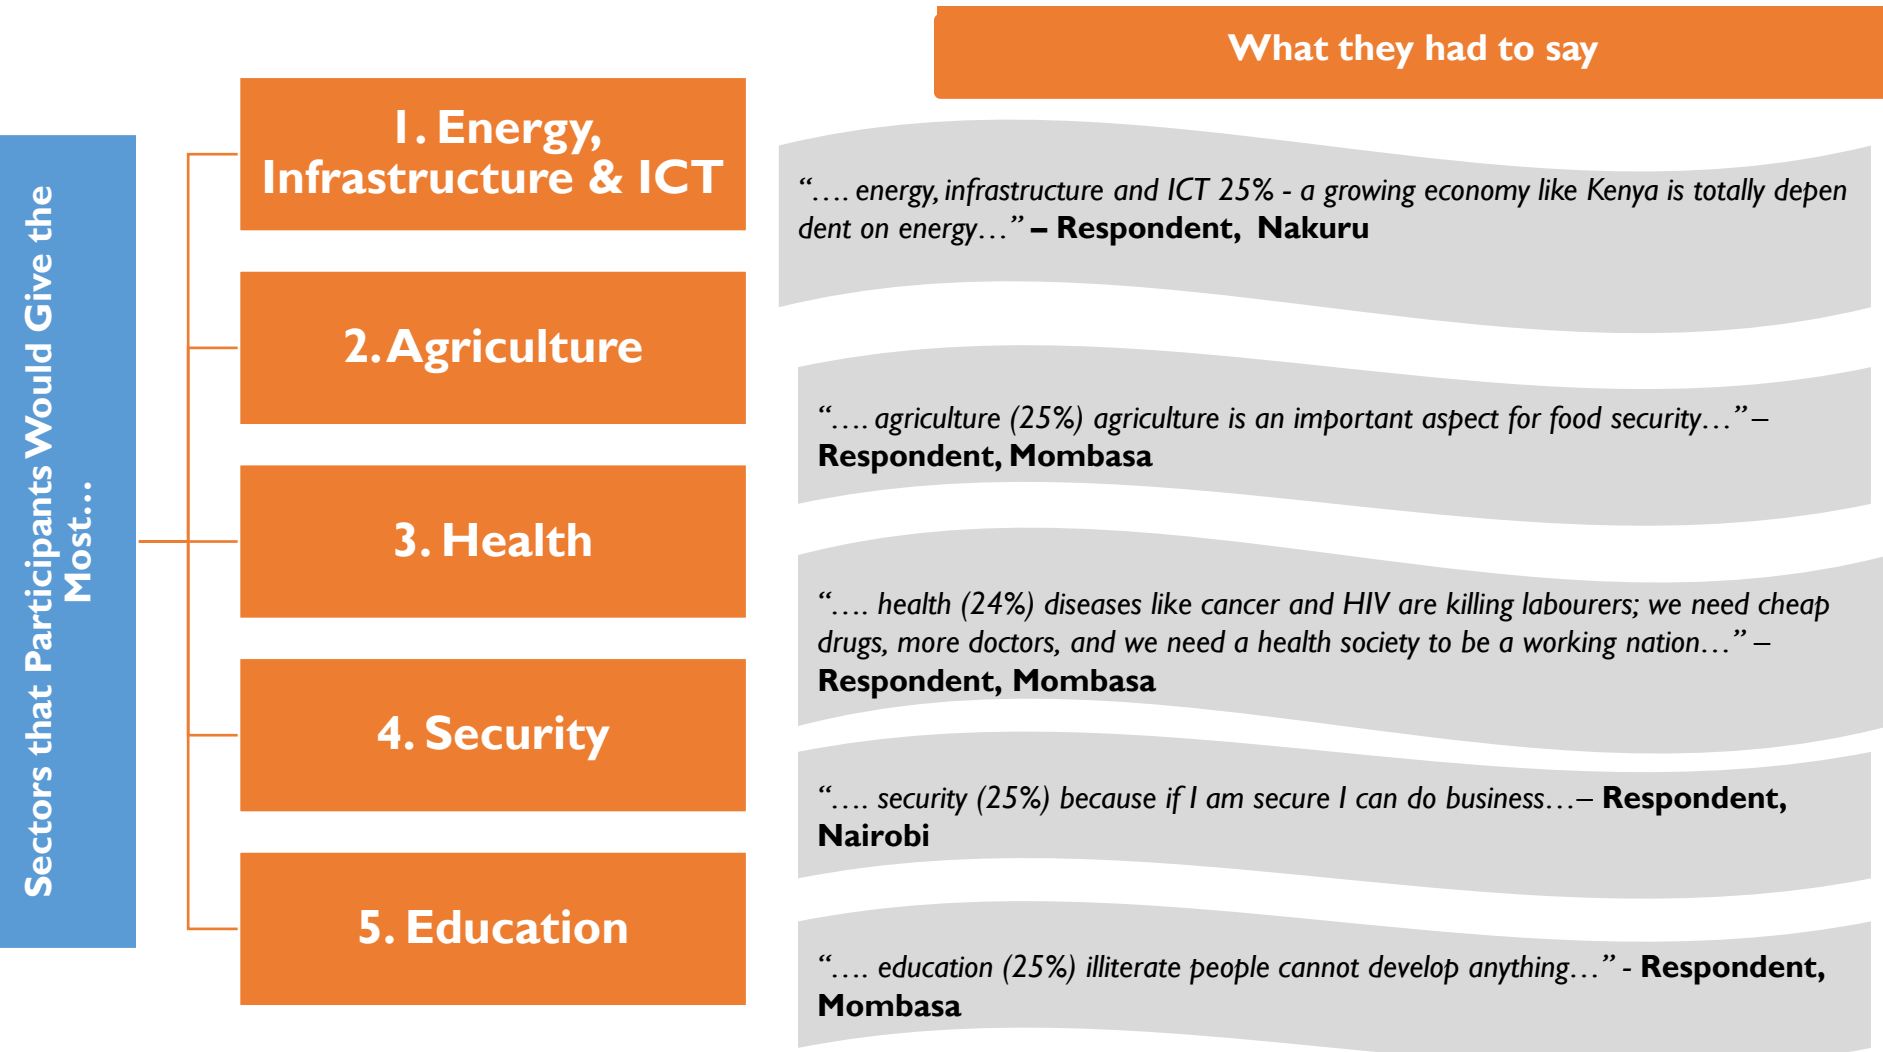 What they had to say
Sectors that Participants Would Give the
Most...
1. Energy,
Infrastructure & ICT
“…. energy, infrastructure and ICT 25% - a growing economy like Kenya is totally depen
dent on energy…” – Respondent, Nakuru
2. Agriculture
“…. agriculture (25%) agriculture is an important aspect for food security…” –
Respondent, Mombasa
3. Health
“…. health (24%) diseases like cancer and HIV are killing labourers; we need cheap
drugs, more doctors, and we need a health society to be a working nation…” –
Respondent, Mombasa
4. Security
“…. security (25%) because if I am secure I can do business…– Respondent,
Nairobi
5. Education
“…. education (25%) illiterate people cannot develop anything…” - Respondent,
Mombasa